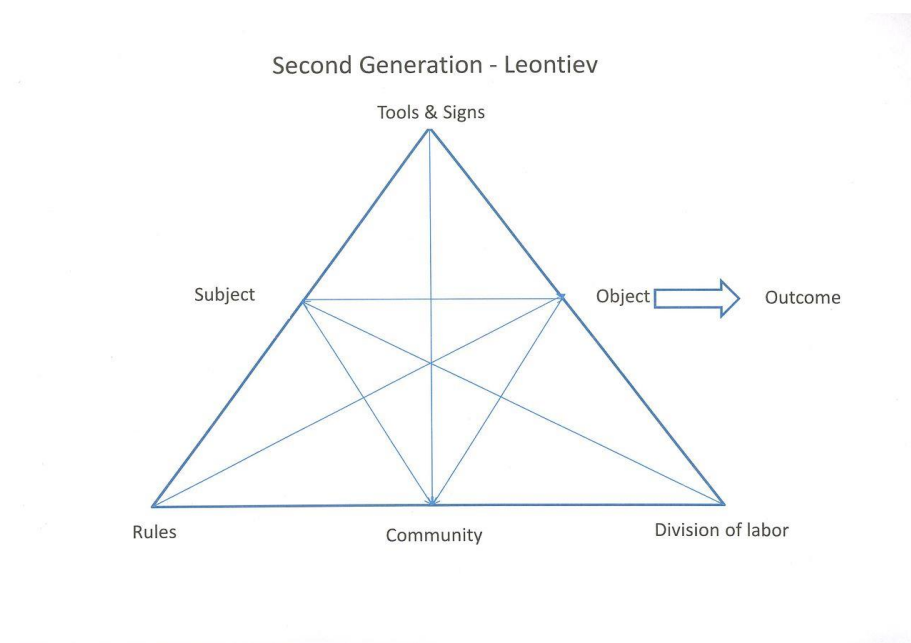 Second Generation - Leontiev
Tools & Signs
Subject
Object
Outcome
Rules
Community
Division of labor